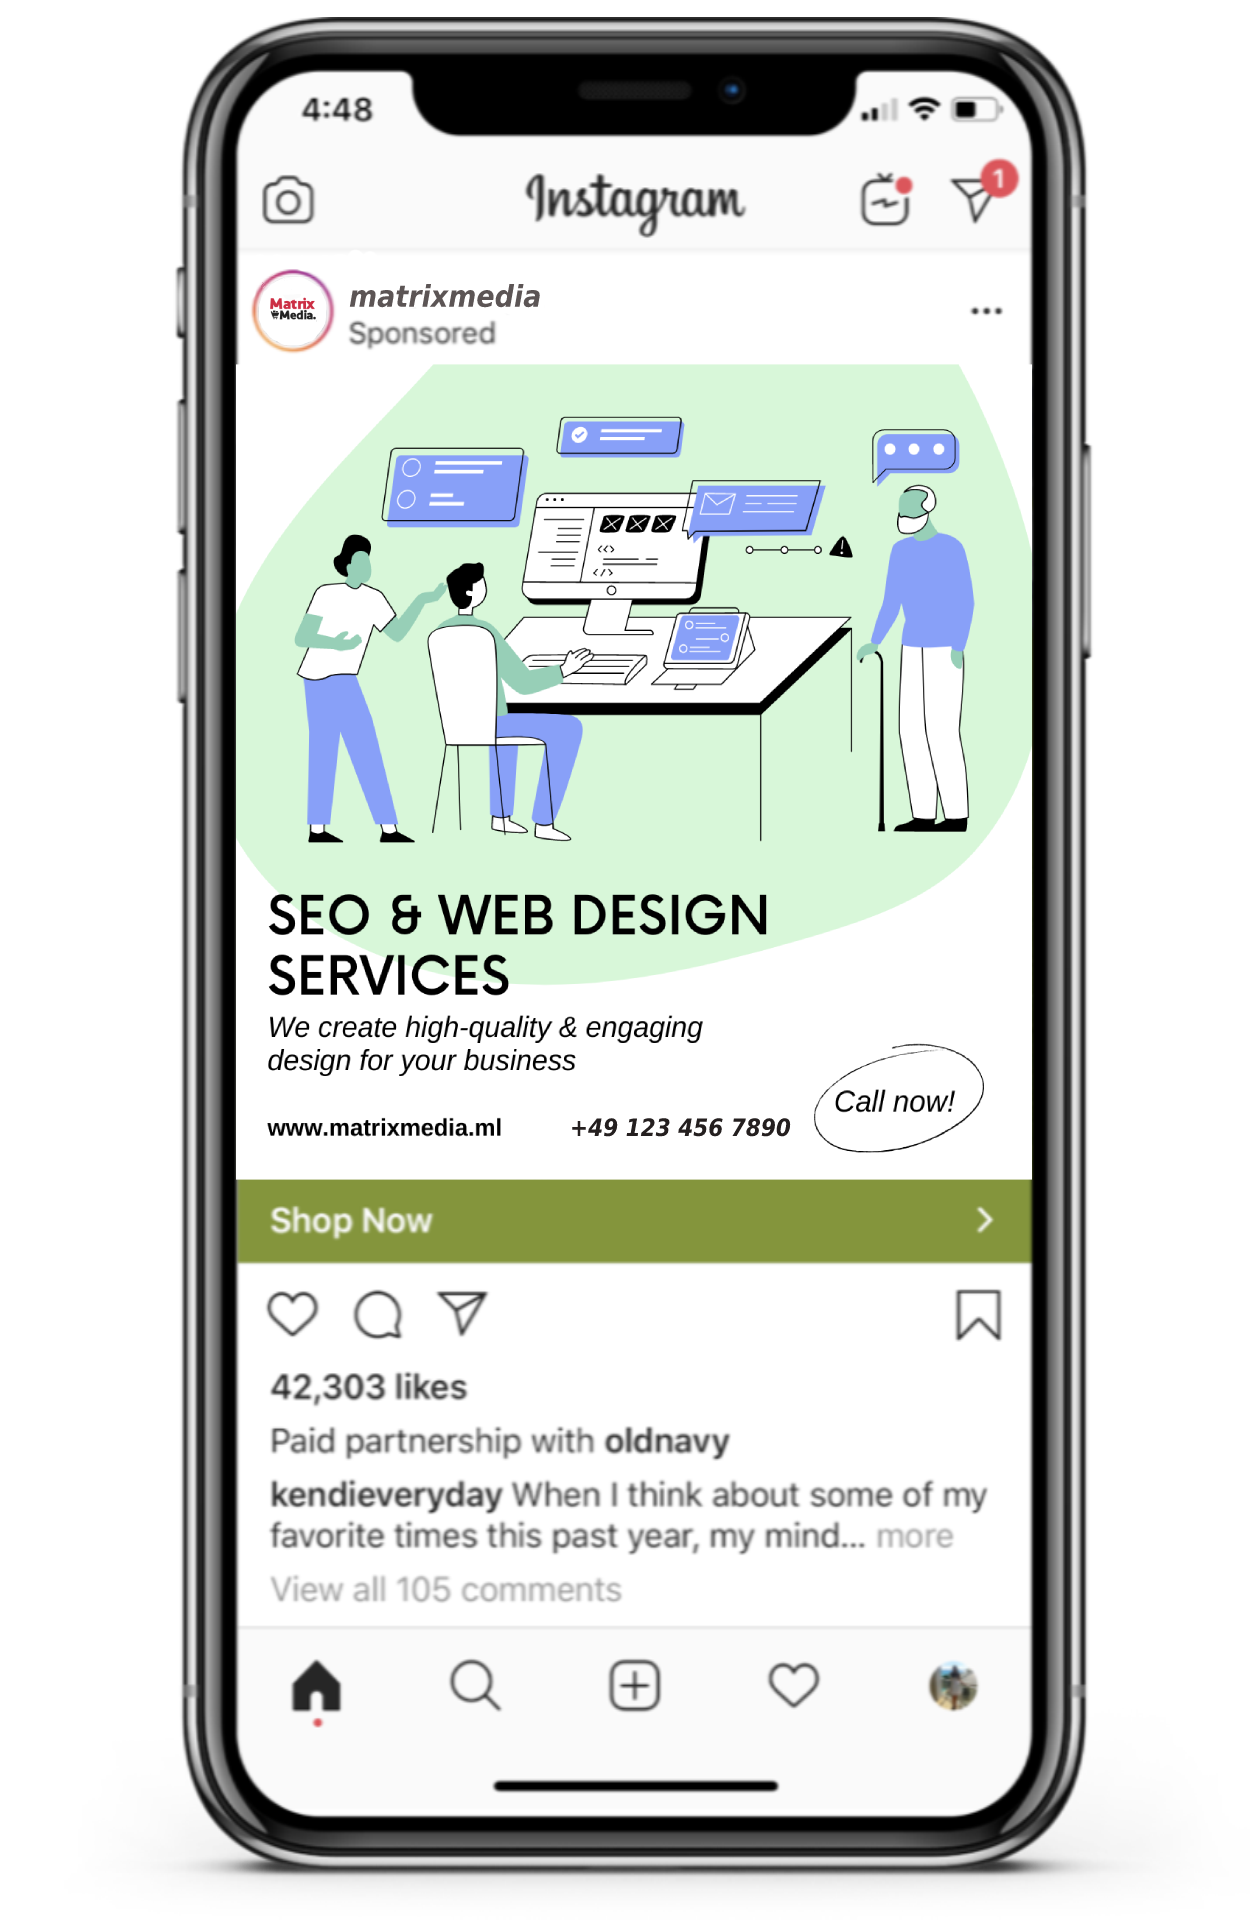 4:48
Instagram
1
Matrix
Media.
matrixmedia
Sponsored
SEO & WEB DESIGN
SERVICES
We create high-quality & engaging
design for your business
www.matrixmedia.ml +49 123 456 7890 Call now!
Shop Now
42,303 likes
Paid partnership with oldnavy
kendieveryday When I think about some of my
favorite times this past year, my mind... more
View all 105 comments